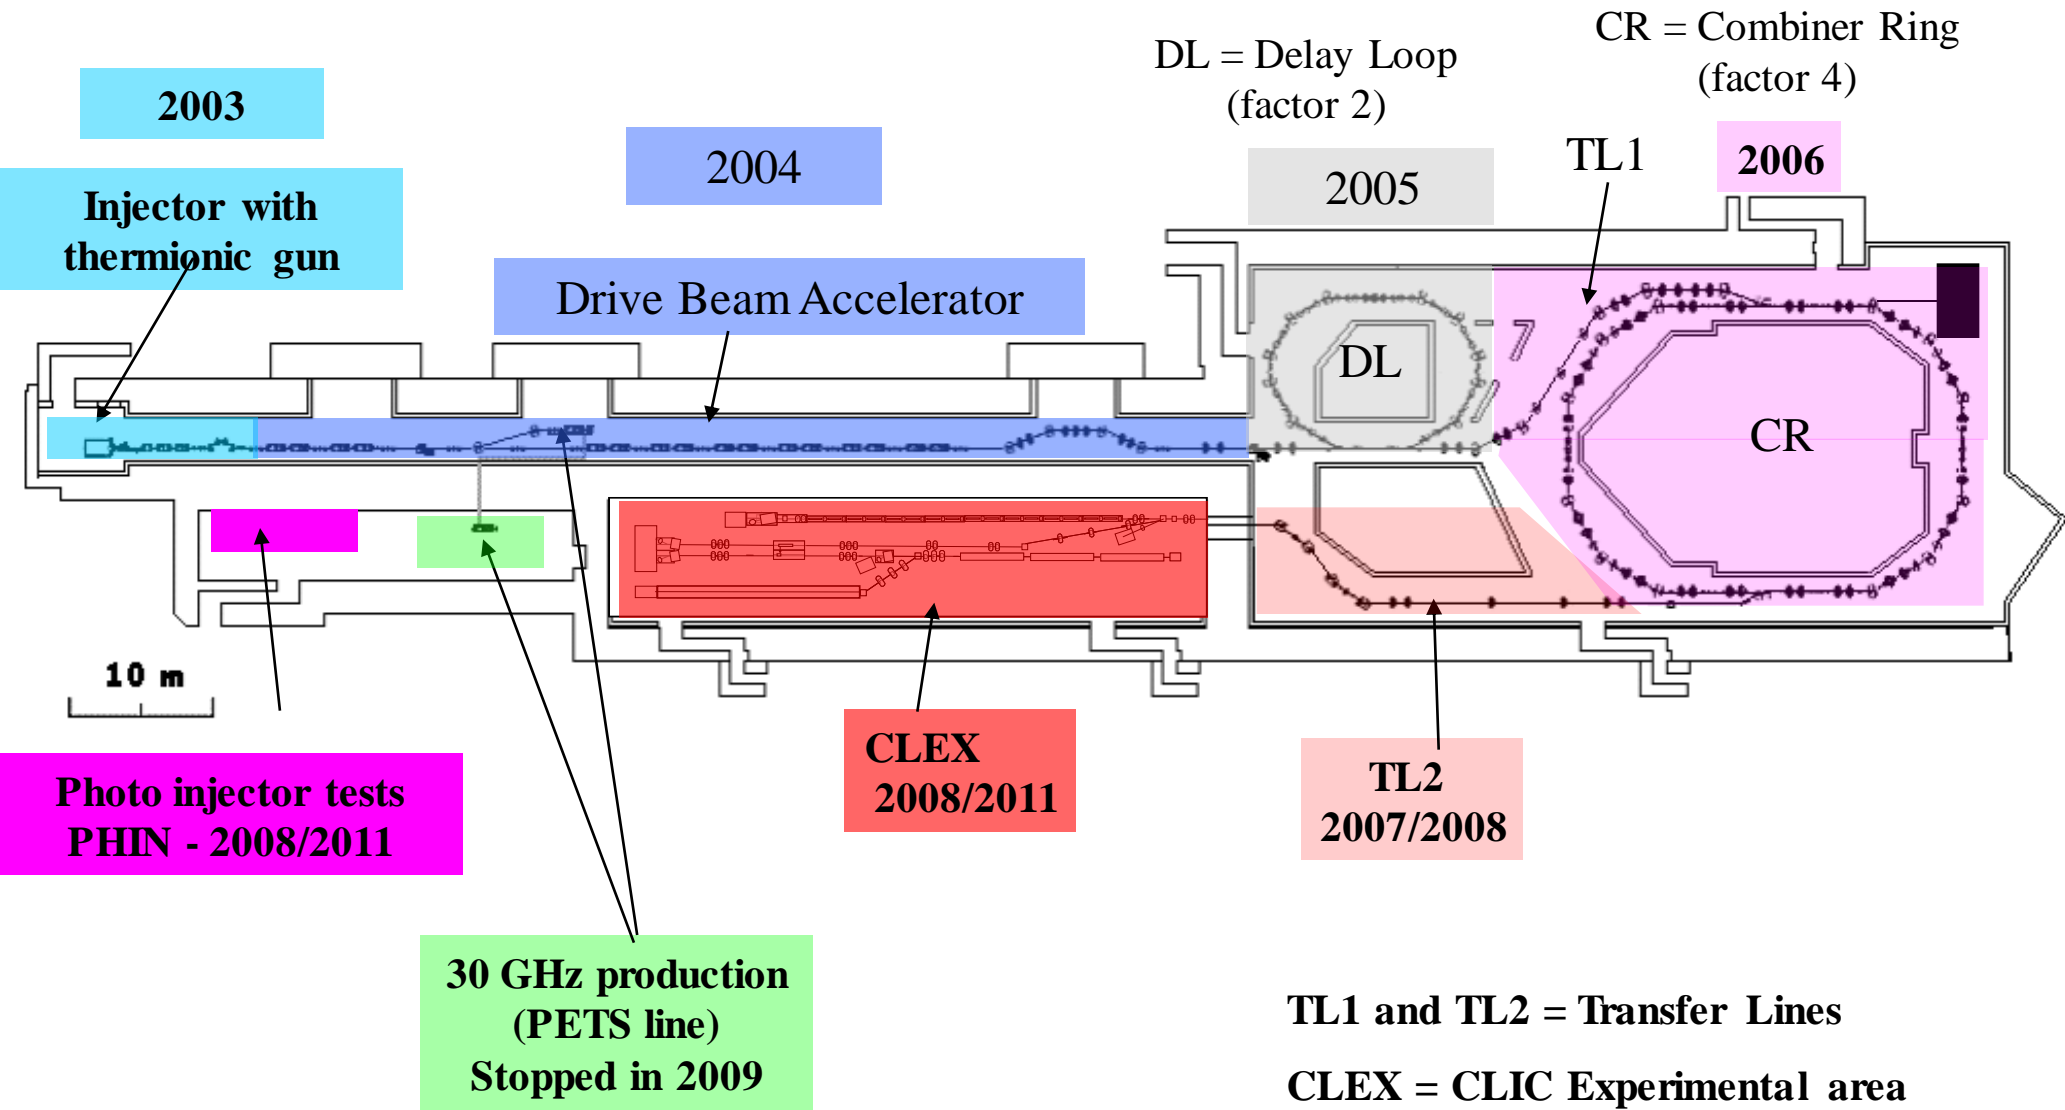 CR = Combiner Ring
(factor 4)
DL = Delay Loop
(factor 2)
2003
2004
2005
TL1
2006
Injector with
thermionic gun
Drive Beam Accelerator
DL
CR
10 m
CLEX
2008/2011
TL2
2007/2008
Photo injector tests
PHIN - 2008/2011
30 GHz production
(PETS line)
Stopped in 2009
TL1 and TL2 = Transfer Lines
CLEX = CLIC Experimental area